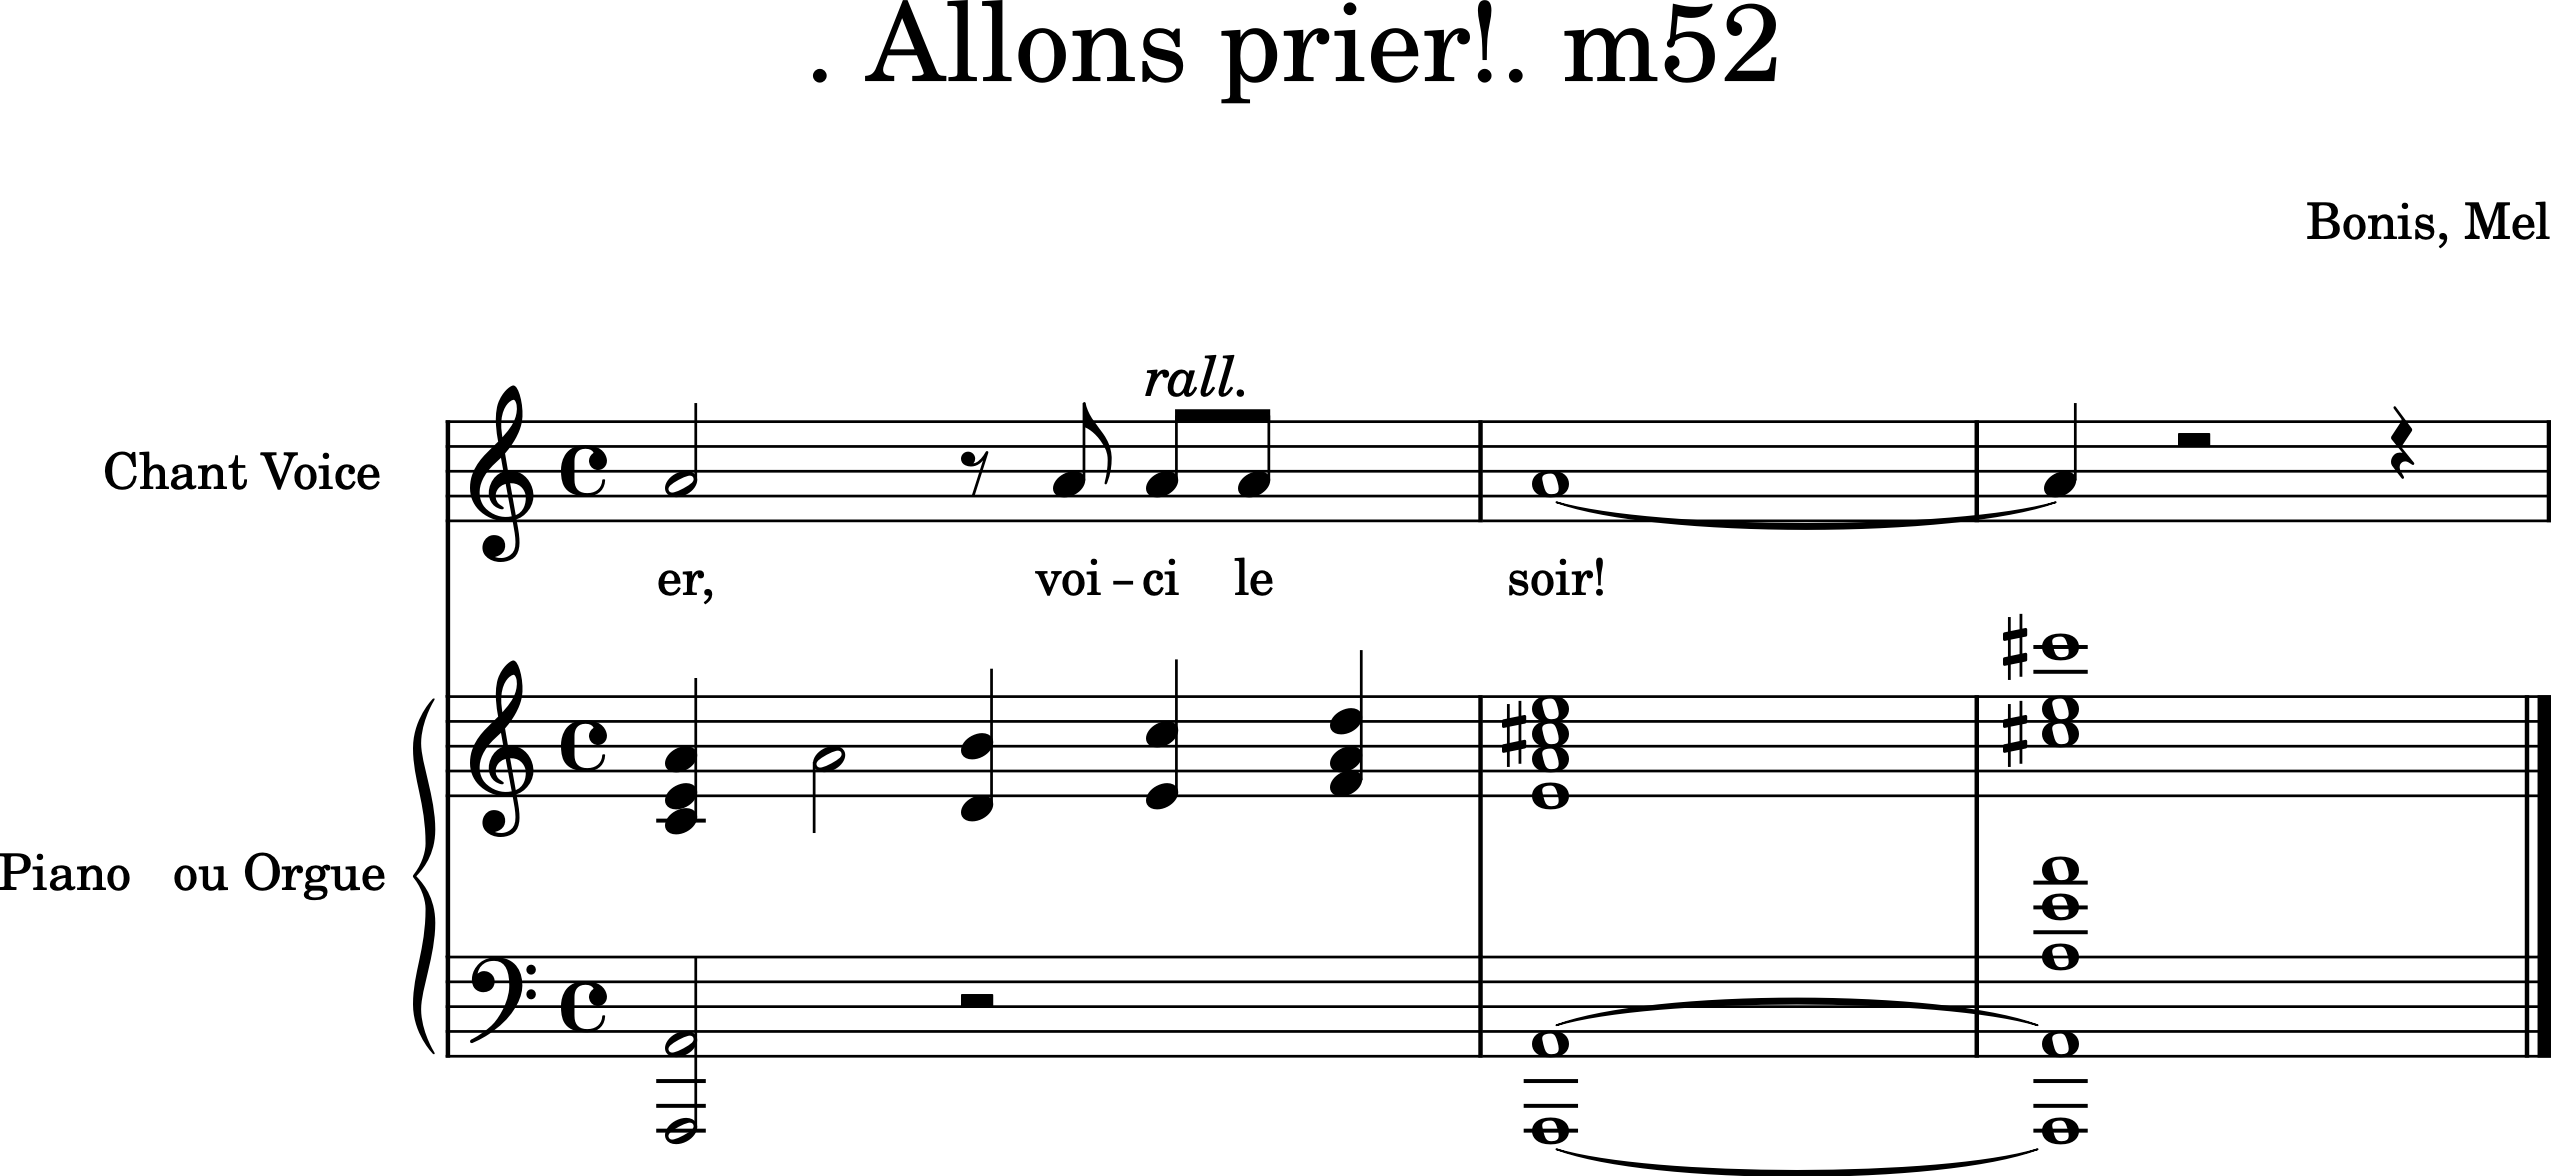 . Allons prier!. m52
Bonis, Mel
rall.
Chant Voice
er, voi – ci le soir!
Piano ou Orgue